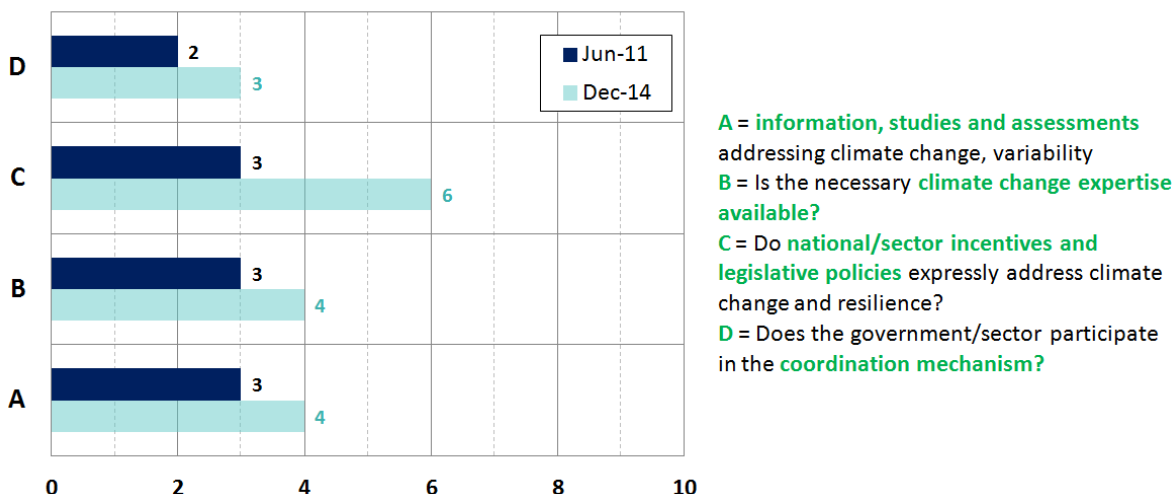 D
2
3
Jun-11
Dec-14
C
3
6
B
3
4
A
3
4
0 2 4 6 8 10
A = information, studies and assessments
addressing climate change, variability
B = Is the necessary climate change expertise
available?
C = Do national/sector incentives and
legislative policies expressly address climate
change and resilience?
D = Does the government/sector participate
in the coordination mechanism?